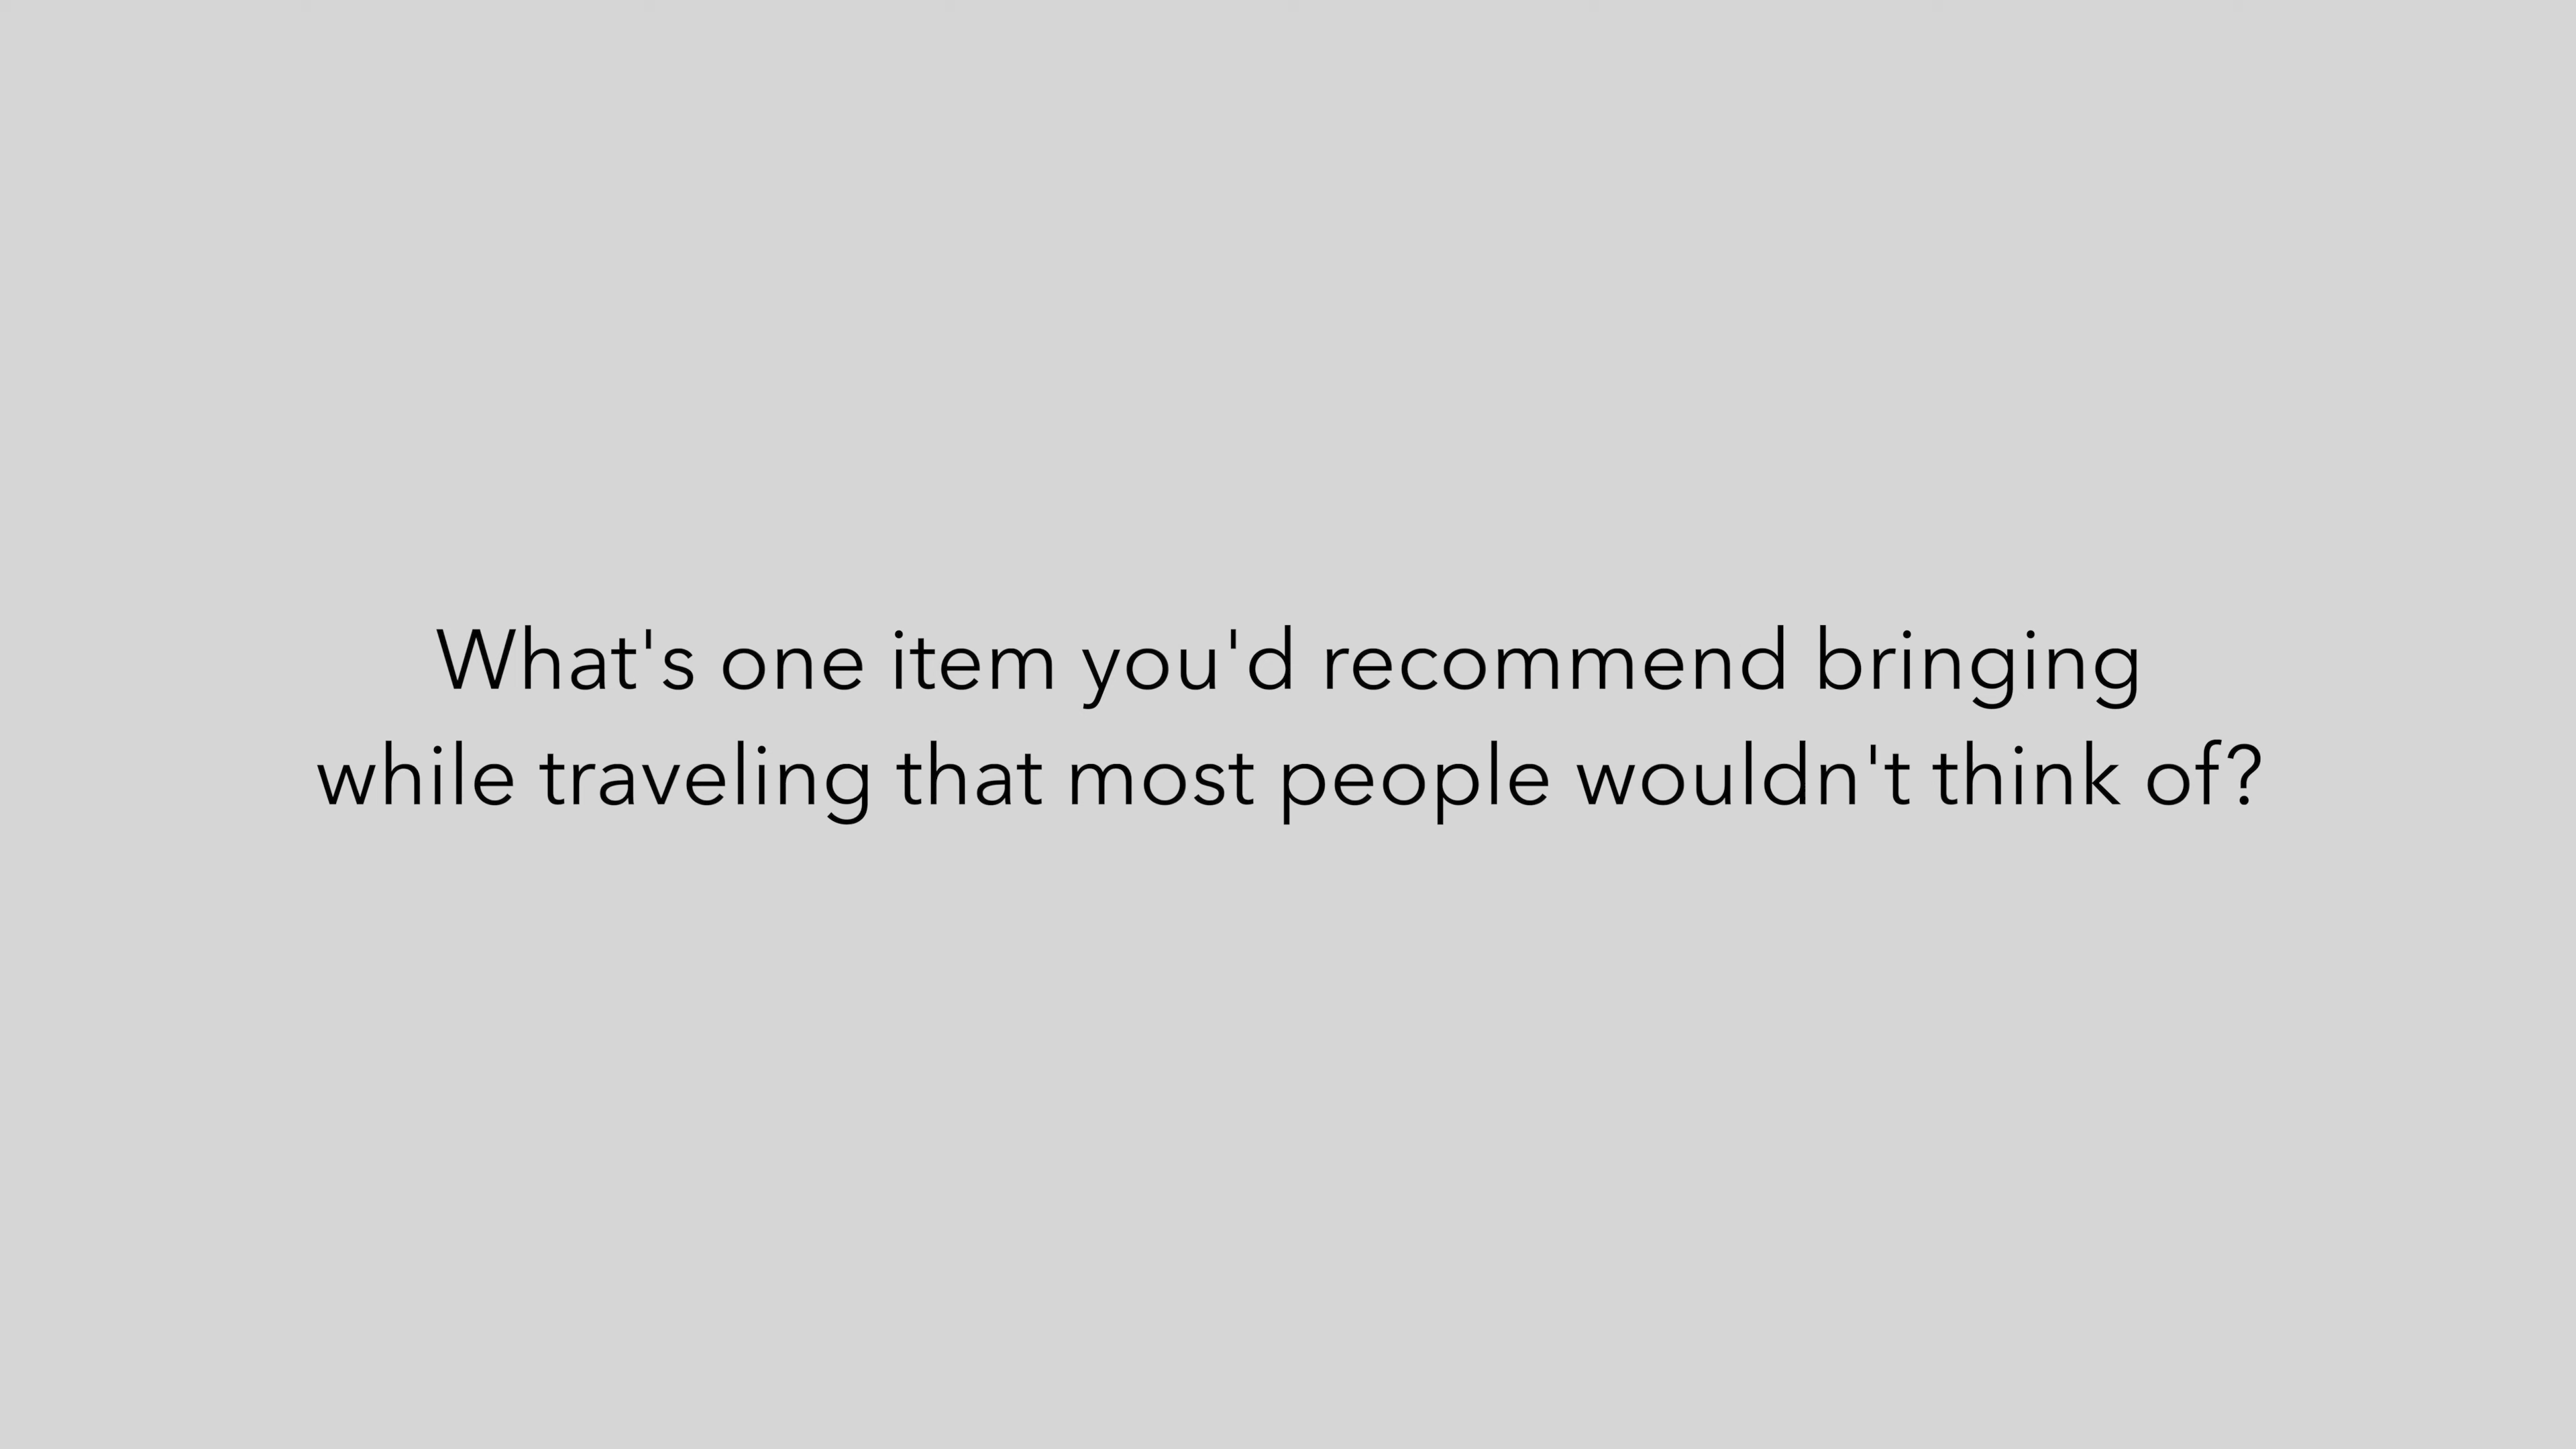 What's one item you'd recommend bringing
while traveling that most people wouldn't think of?